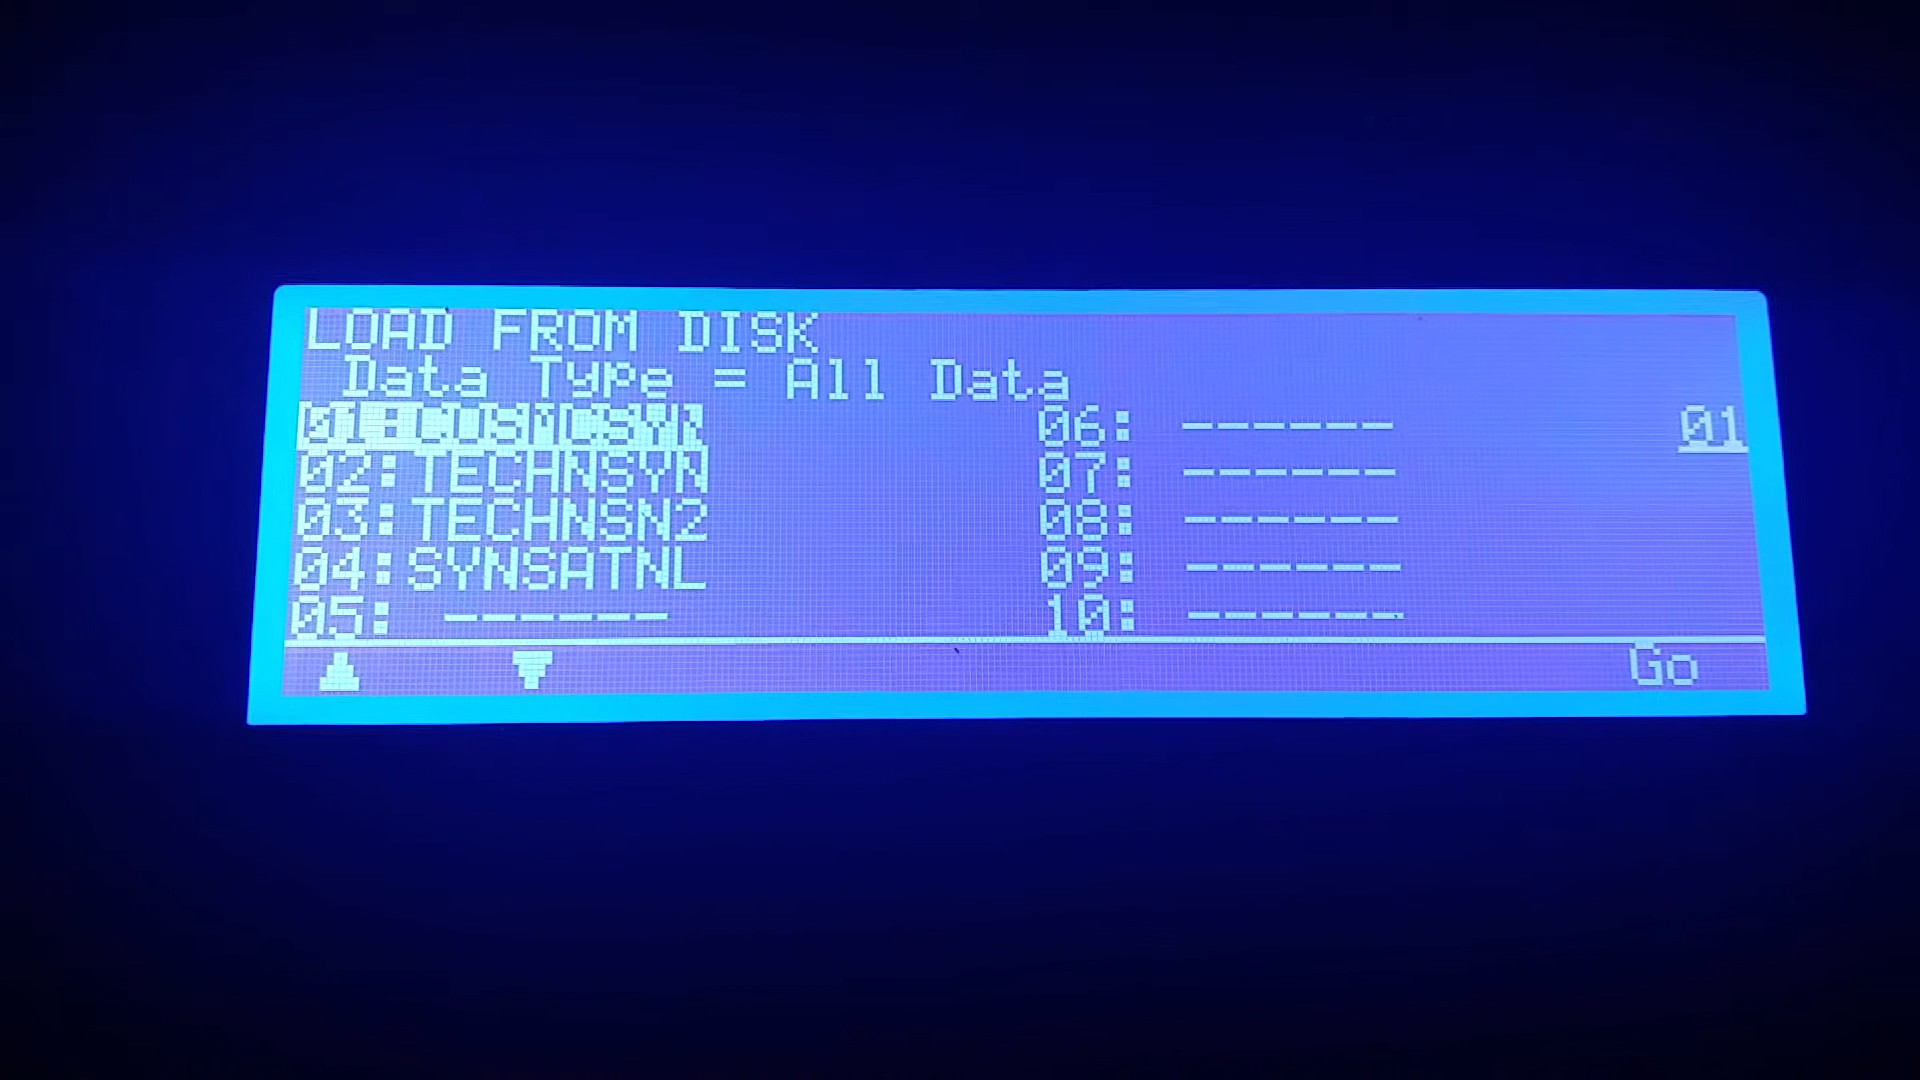 LOAD FROM DISK
Data Type = All Data
01:COSMCSYN 06: ------ 01
02:TECHNSYN 07: ------
03:TECHNSN2 08: ------
04:SYNSATNL 09: ------
05: ------ 10: ------
Go